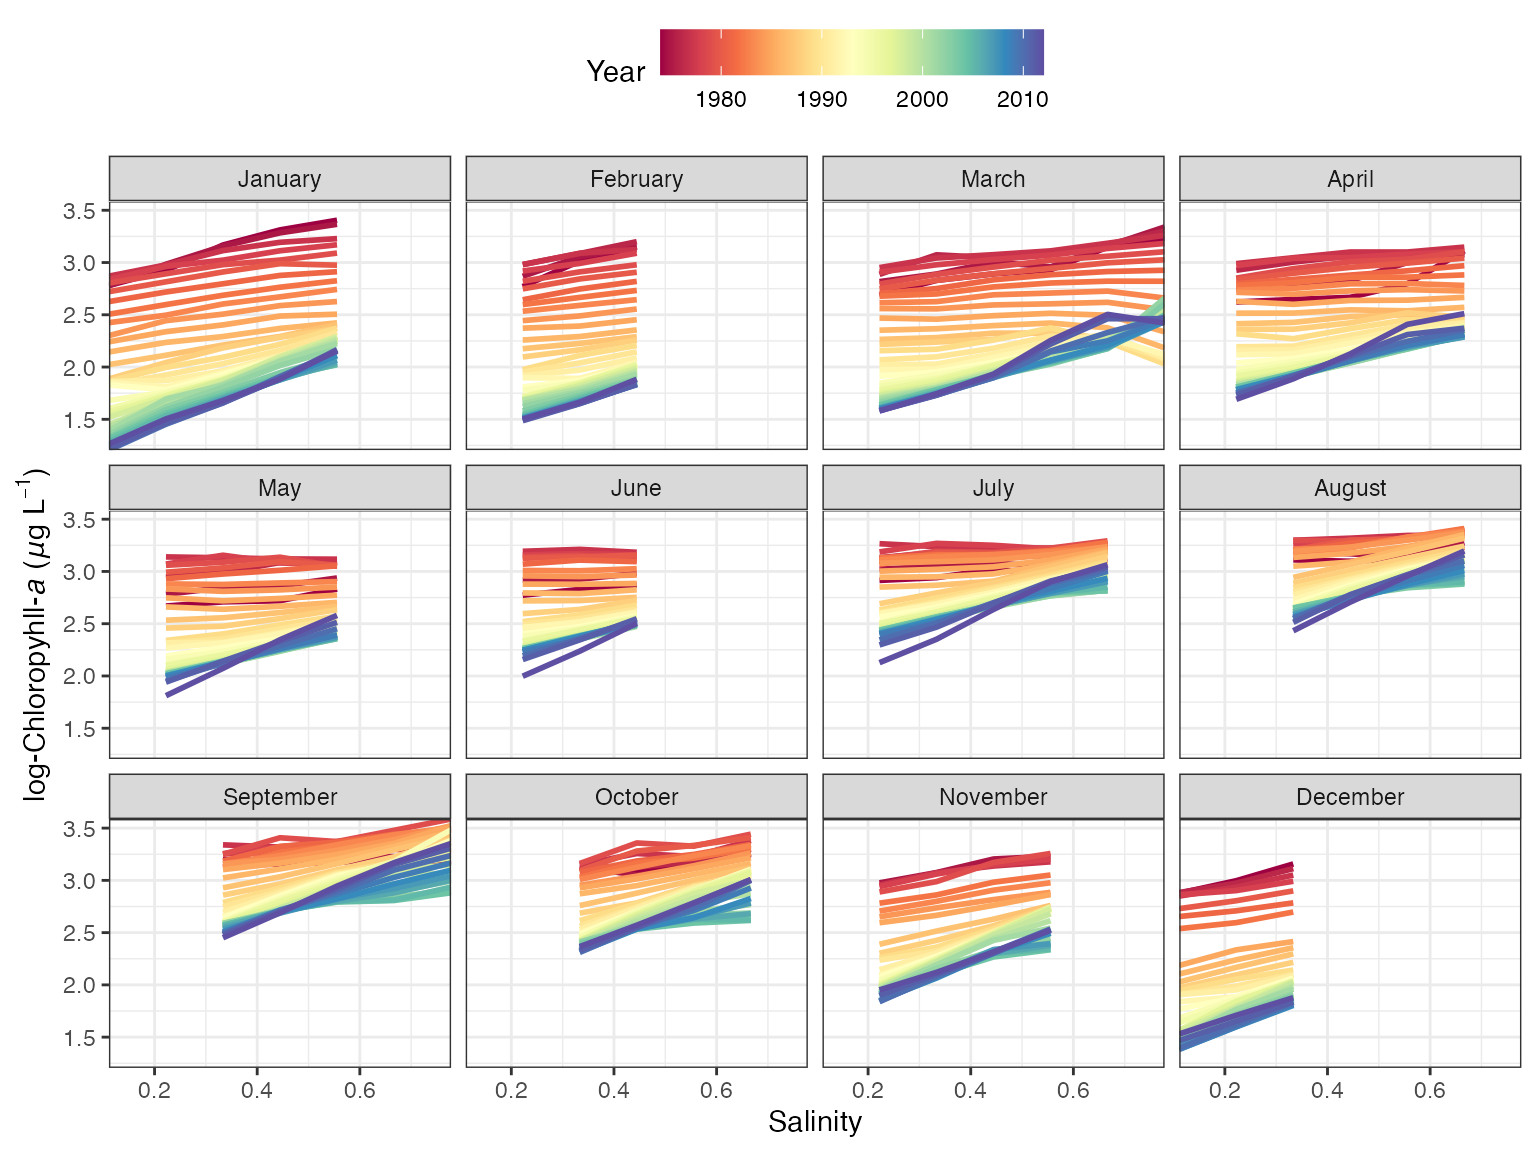 Year
1980 1990 2000 2010
January February March April
3.5
3.0
2.5
2.0
1.5
May June July August
3.5
3.0
2.5
2.0
1.5
September October November December
3.5
3.0
2.5
2.0
1.5
0.2 0.4 0.6 0.2 0.4 0.6 0.2 0.4 0.6 0.2 0.4 0.6
Salinity
log-Chloropyhll-a (μg L⁻¹)